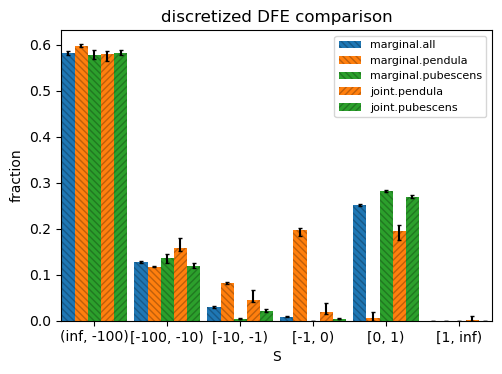 discretized DFE comparison
marginal.all
marginal.pendula
marginal.pubescens
joint.pendula
joint.pubescens
fraction
0.6
0.5
0.4
0.3
0.2
0.1
0.0
(inf, -100) [-100, -10) [-10, -1) [-1, 0) [0, 1) [1, inf)
S